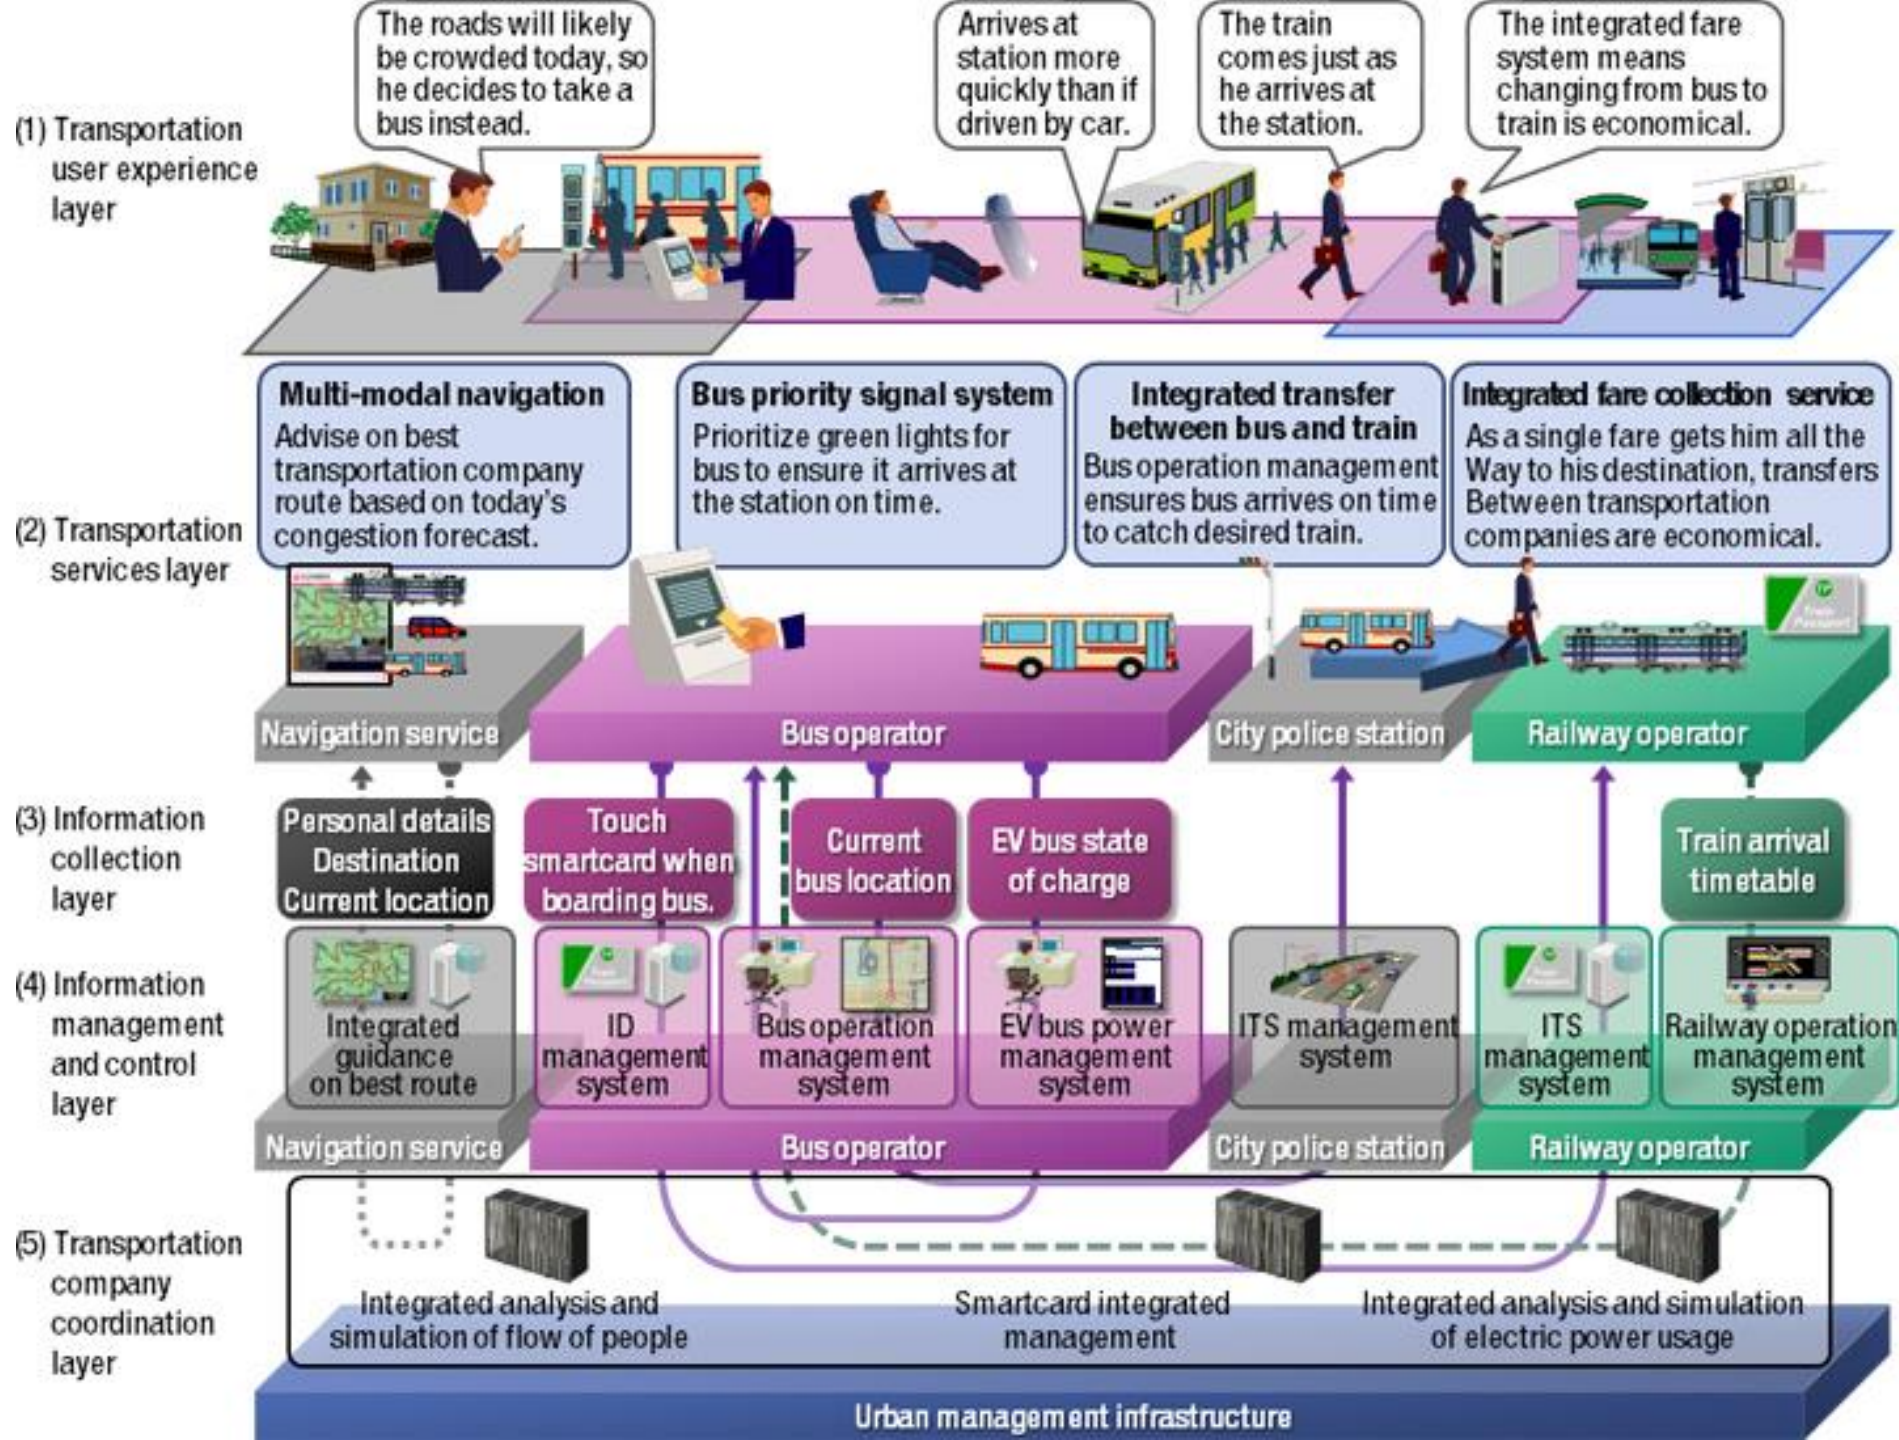 The roads will likely
be crowded today, so
he decides to take a
bus instead.
Arrives at
station more
quickly than if
driven by car.
The train
comes just as
he arrives at
the station.
The integrated fare
system means
changing from bus to
train is economical.
(1) Transportation
user experience
layer
Multi-modal navigation
Advise on best
transportation company
route based on today's
congestion forecast.
Bus priority signal system
Prioritize green lights for
bus to ensure it arrives at
the station on time.
Integrated transfer
between bus and train
Bus operation management
ensures bus arrives on time
to catch desired train.
Integrated fare collection service
As a single fare gets him all the
Way to his destination, transfers
Between transportation
companies are economical.
(2) Transportation
services layer
Train
Passport
Navigation service
Bus operator
City police station
Railway operator
(3) Information
collection
layer
Personal details
Destination
Current location
Touch
smartcard when
boarding bus.
Current
bus location
EV bus state
of charge
Train arrival
timetable
(4) Information
management
and control
layer
Integrated
guidance
on best route
ID
management
system
Bus operation
management
system
EV bus power
management
system
ITS management
system
ITS
management
system
Railway operation
management
system
Navigation service
Bus operator
City police station
Railway operator
(5) Transportation
company
coordination
layer
Integrated analysis and
simulation of flow of people
Smartcard integrated
management
Integrated analysis and simulation
of electric power usage
Urban management infrastructure